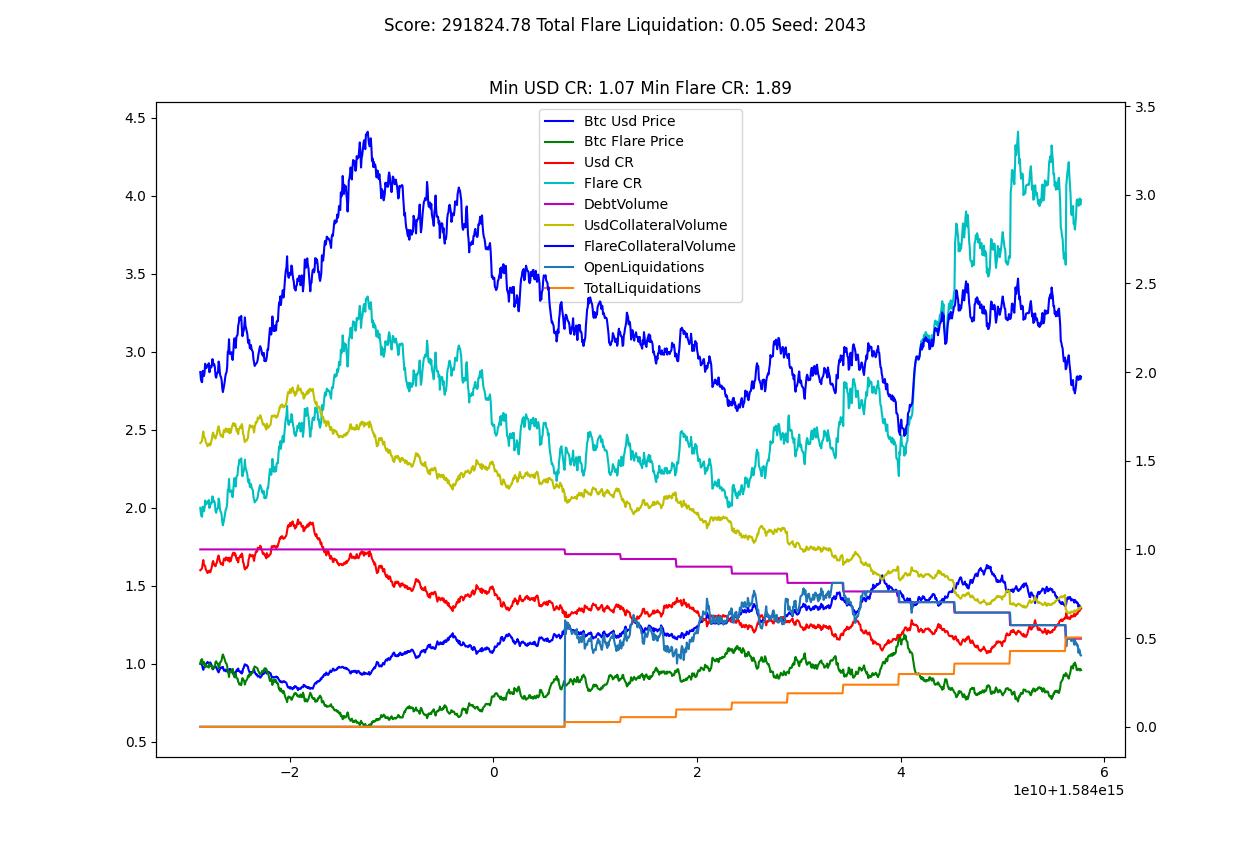 Score: 291824.78 Total Flare Liquidation: 0.05 Seed: 2043
Min USD CR: 1.07 Min Flare CR: 1.89
Btc Usd Price
Btc Flare Price
Usd CR
Flare CR
DebtVolume
UsdCollateralVolume
FlareCollateralVolume
OpenLiquidations
TotalLiquidations
4.5
4.0
3.5
3.0
2.5
2.0
1.5
1.0
0.5
3.5
3.0
2.5
2.0
1.5
1.0
0.5
0.0
−2 0 2 4 6
1e10+1.584e15